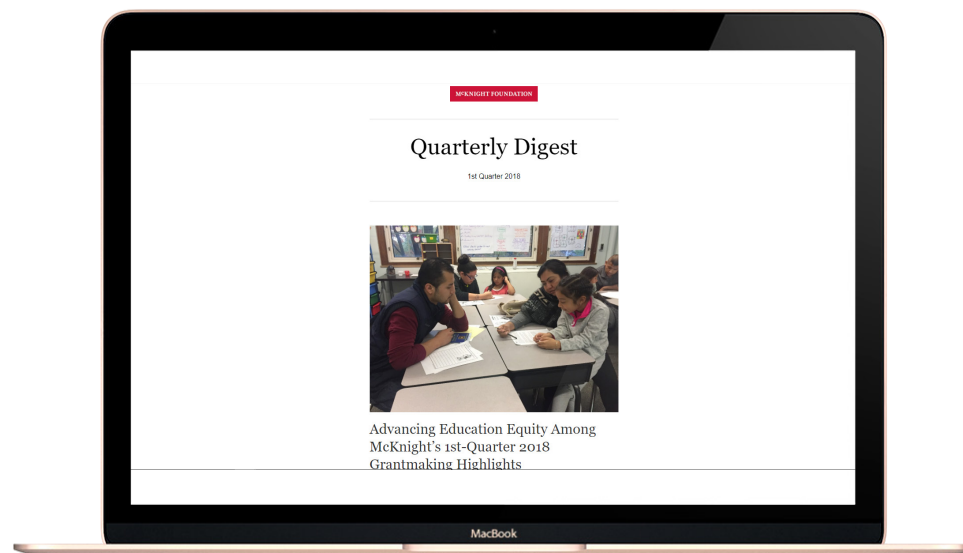 McKNIGHT FOUNDATION
Quarterly Digest
1st Quarter 2018
Advancing Education Equity Among
McKnight's 1st-Quarter 2018
Grantmaking Highlights
MacBook